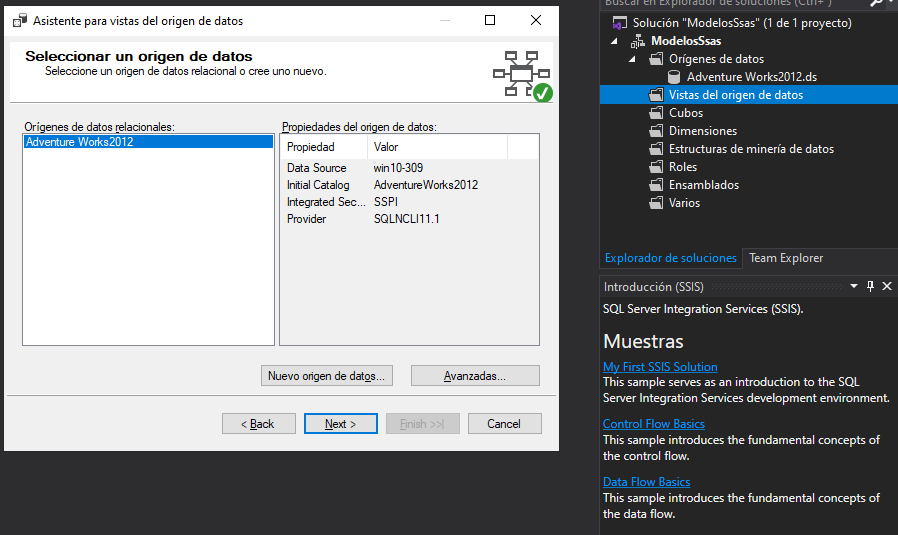 Asistente para vistas del origen de datos
Seleccionar un origen de datos
Seleccione un origen de datos relacional o cree uno nuevo.
Orígenes de datos relacionales:
Adventure Works2012
Propiedades del origen de datos:
Propiedad Valor
Data Source win10-309
Initial Catalog AdventureWorks2012
Integrated Sec... SSPI
Provider SQLNCLI11.1
Nuevo origen de datos...
Avanzadas...
< Back
Next >
Finish >>|
Cancel
Buscar en Explorador de soluciones (Ctrl+ )
Solución "ModelosSsas" (1 de 1 proyecto)
ModelosSsas
Orígenes de datos
Adventure Works2012.ds
Vistas del origen de datos
Cubos
Dimensiones
Estructuras de minería de datos
Roles
Ensamblados
Varios
Explorador de soluciones Team Explorer
Introducción (SSIS)
SQL Server Integration Services (SSIS).
Muestras
My First SSIS Solution
This sample serves as an introduction to the SQL
Server Integration Services development environment.
Control Flow Basics
This sample introduces the fundamental concepts of
the control flow.
Data Flow Basics
This sample introduces the fundamental concepts of
the data flow.